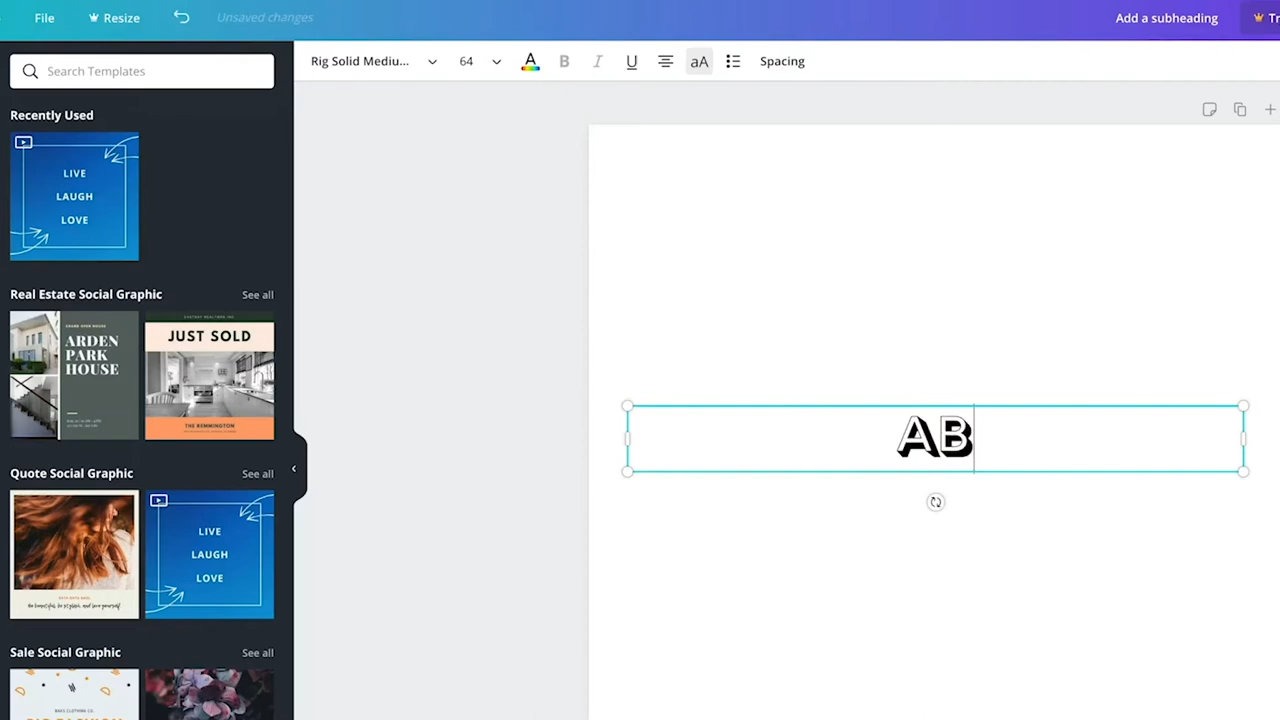 File
Resize
Unsaved changes
Add a subheading
Search Templates
Rig Solid Mediu...
64
A
B
I
U
aA
Spacing
Recently Used
LIVE
LAUGH
LOVE
Real Estate Social Graphic
See all
ARDEN
PARK
HOUSE
JUST SOLD
THE BEMMINGTON
AB
Quote Social Graphic
See all
LIVE
LAUGH
LOVE
Sale Social Graphic
See all